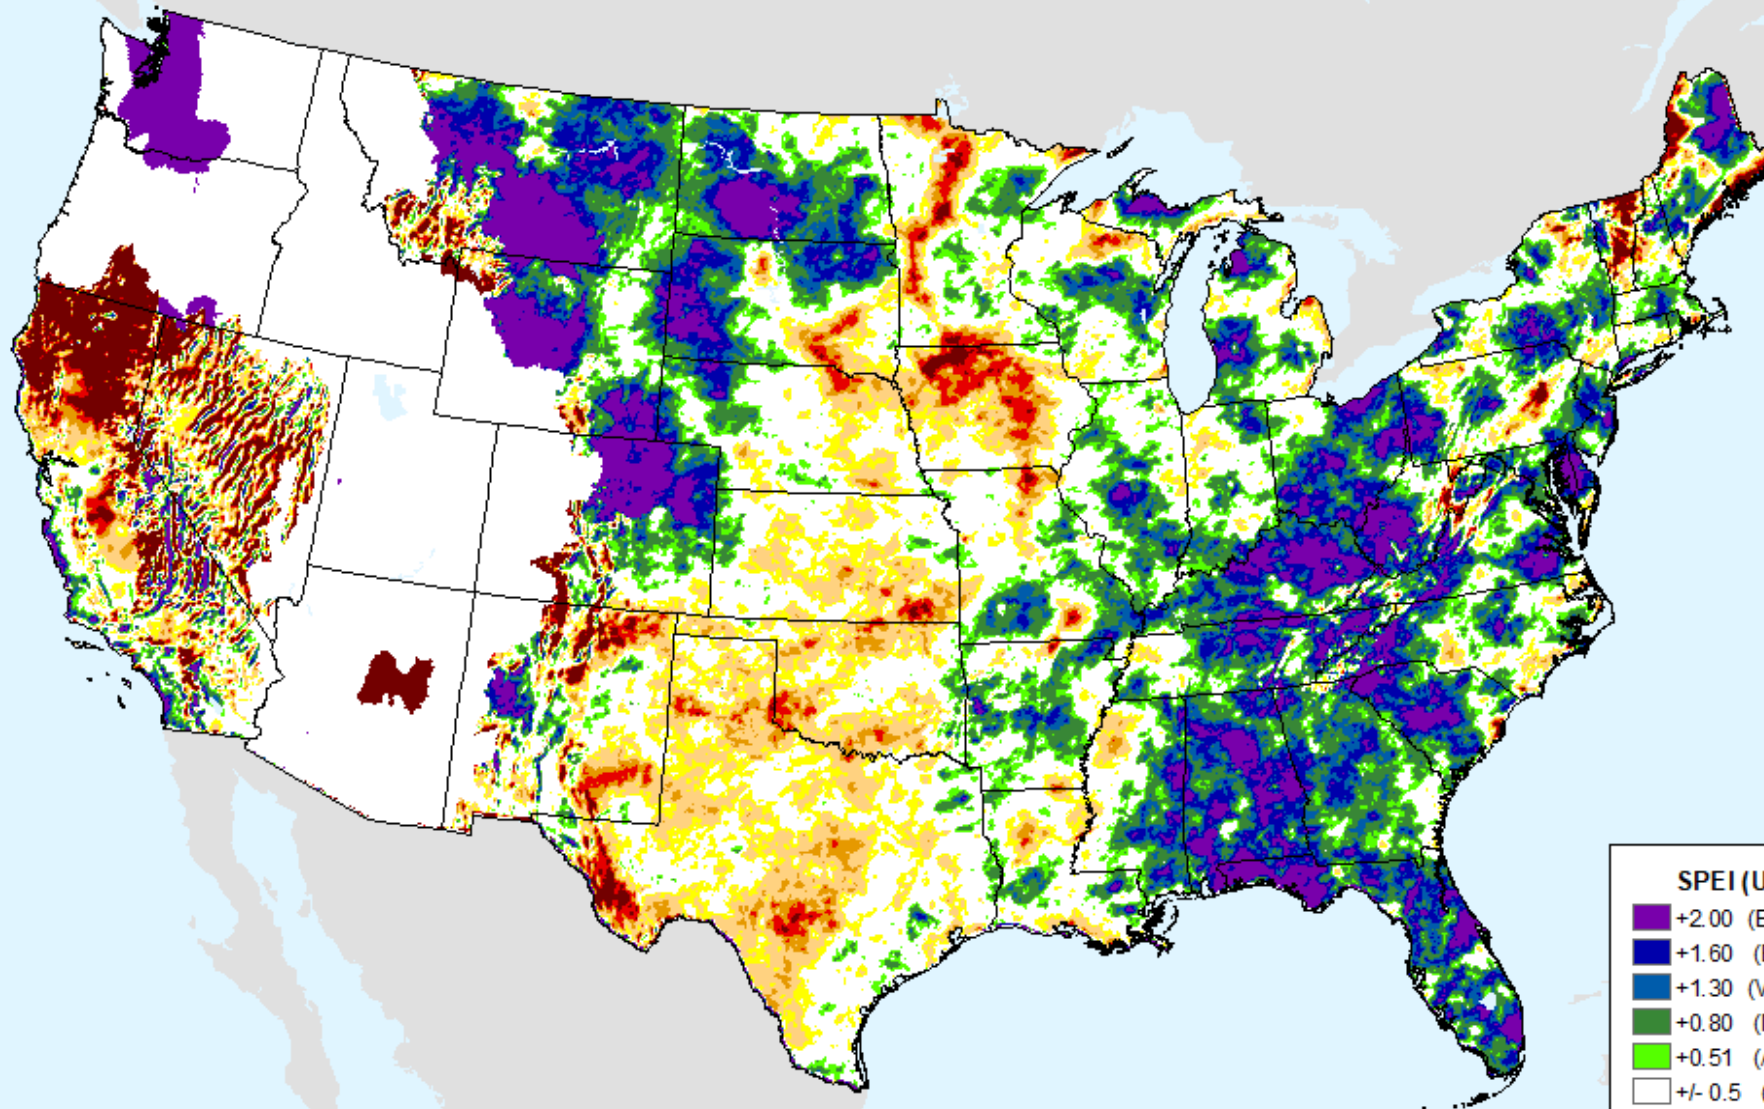 SPEI (U
+2.00 (E
+1.60 (
+1.30 (V
+0.80 (
+0.51 (
+/- 0.5 (